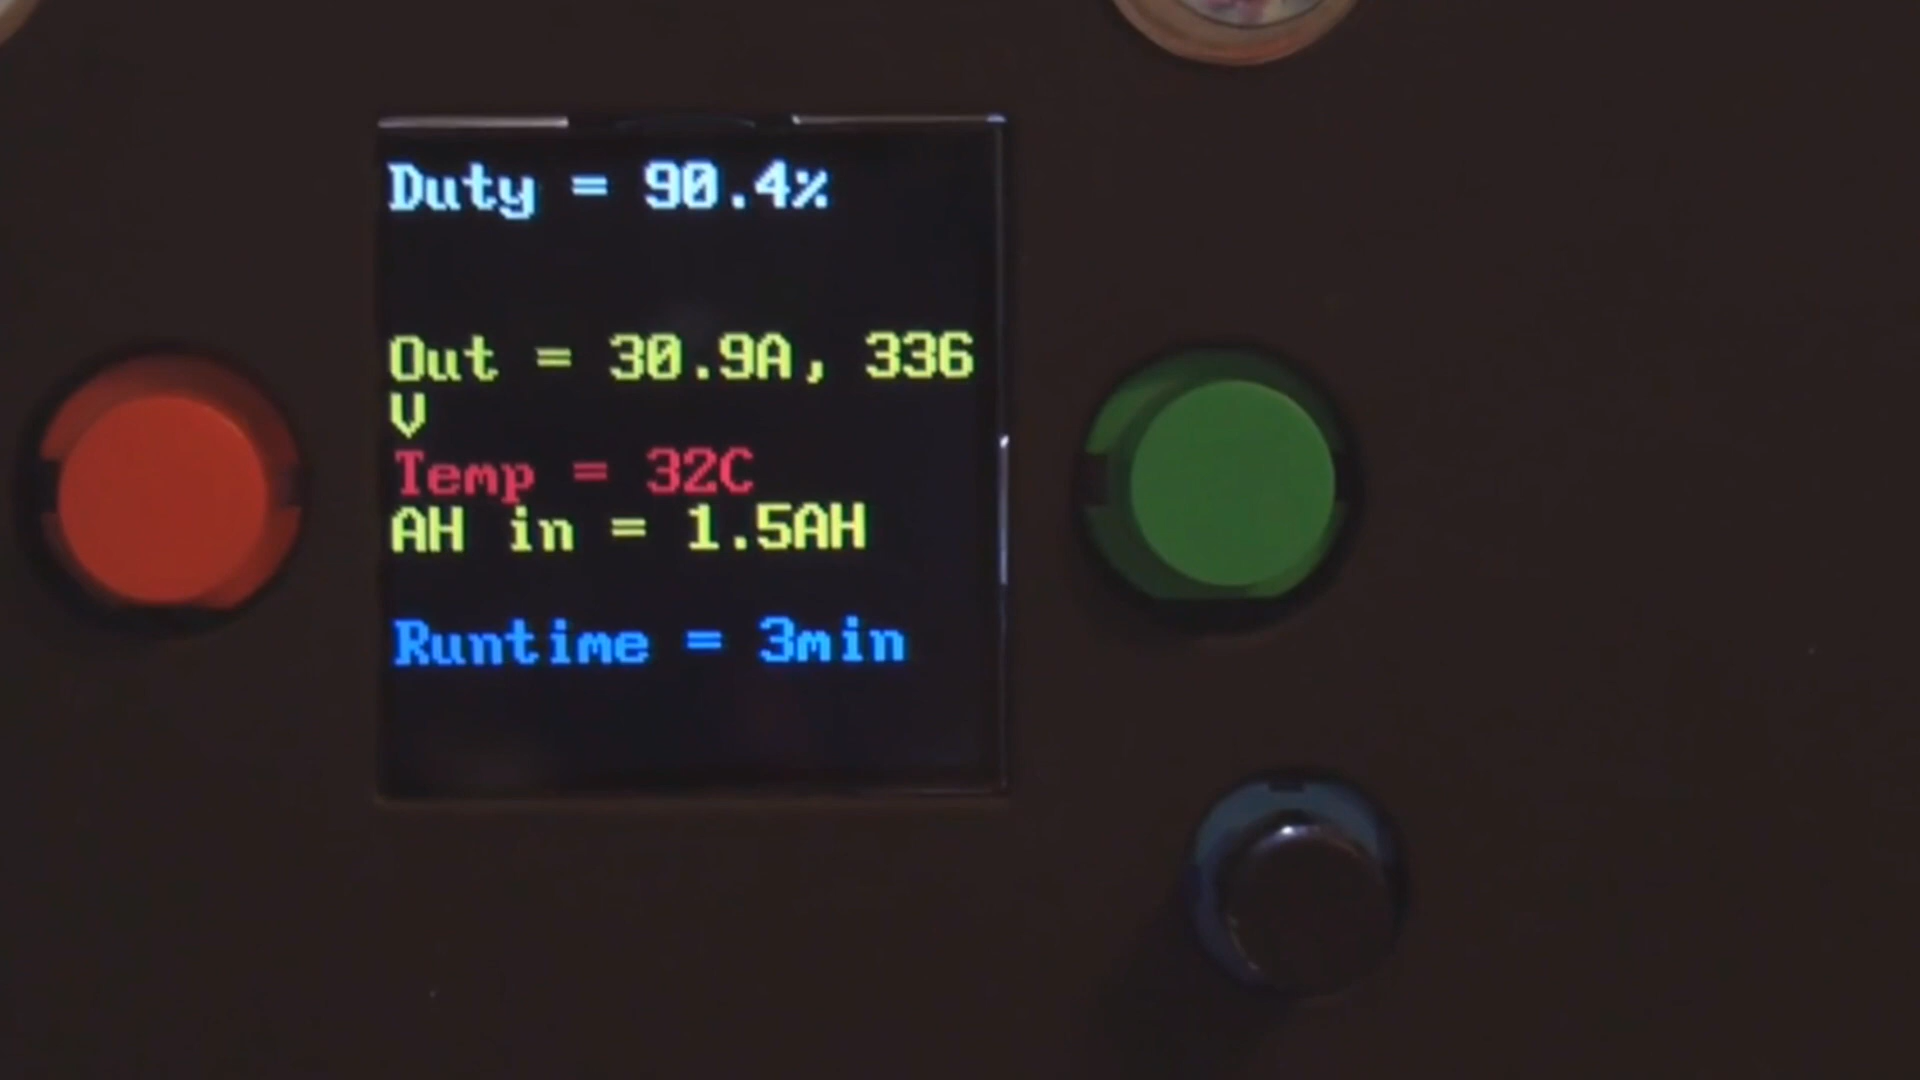 Duty = 90.4%
Out = 30.9A, 336
V
Temp = 32C
AH in = 1.5AH
Runtime = 3min